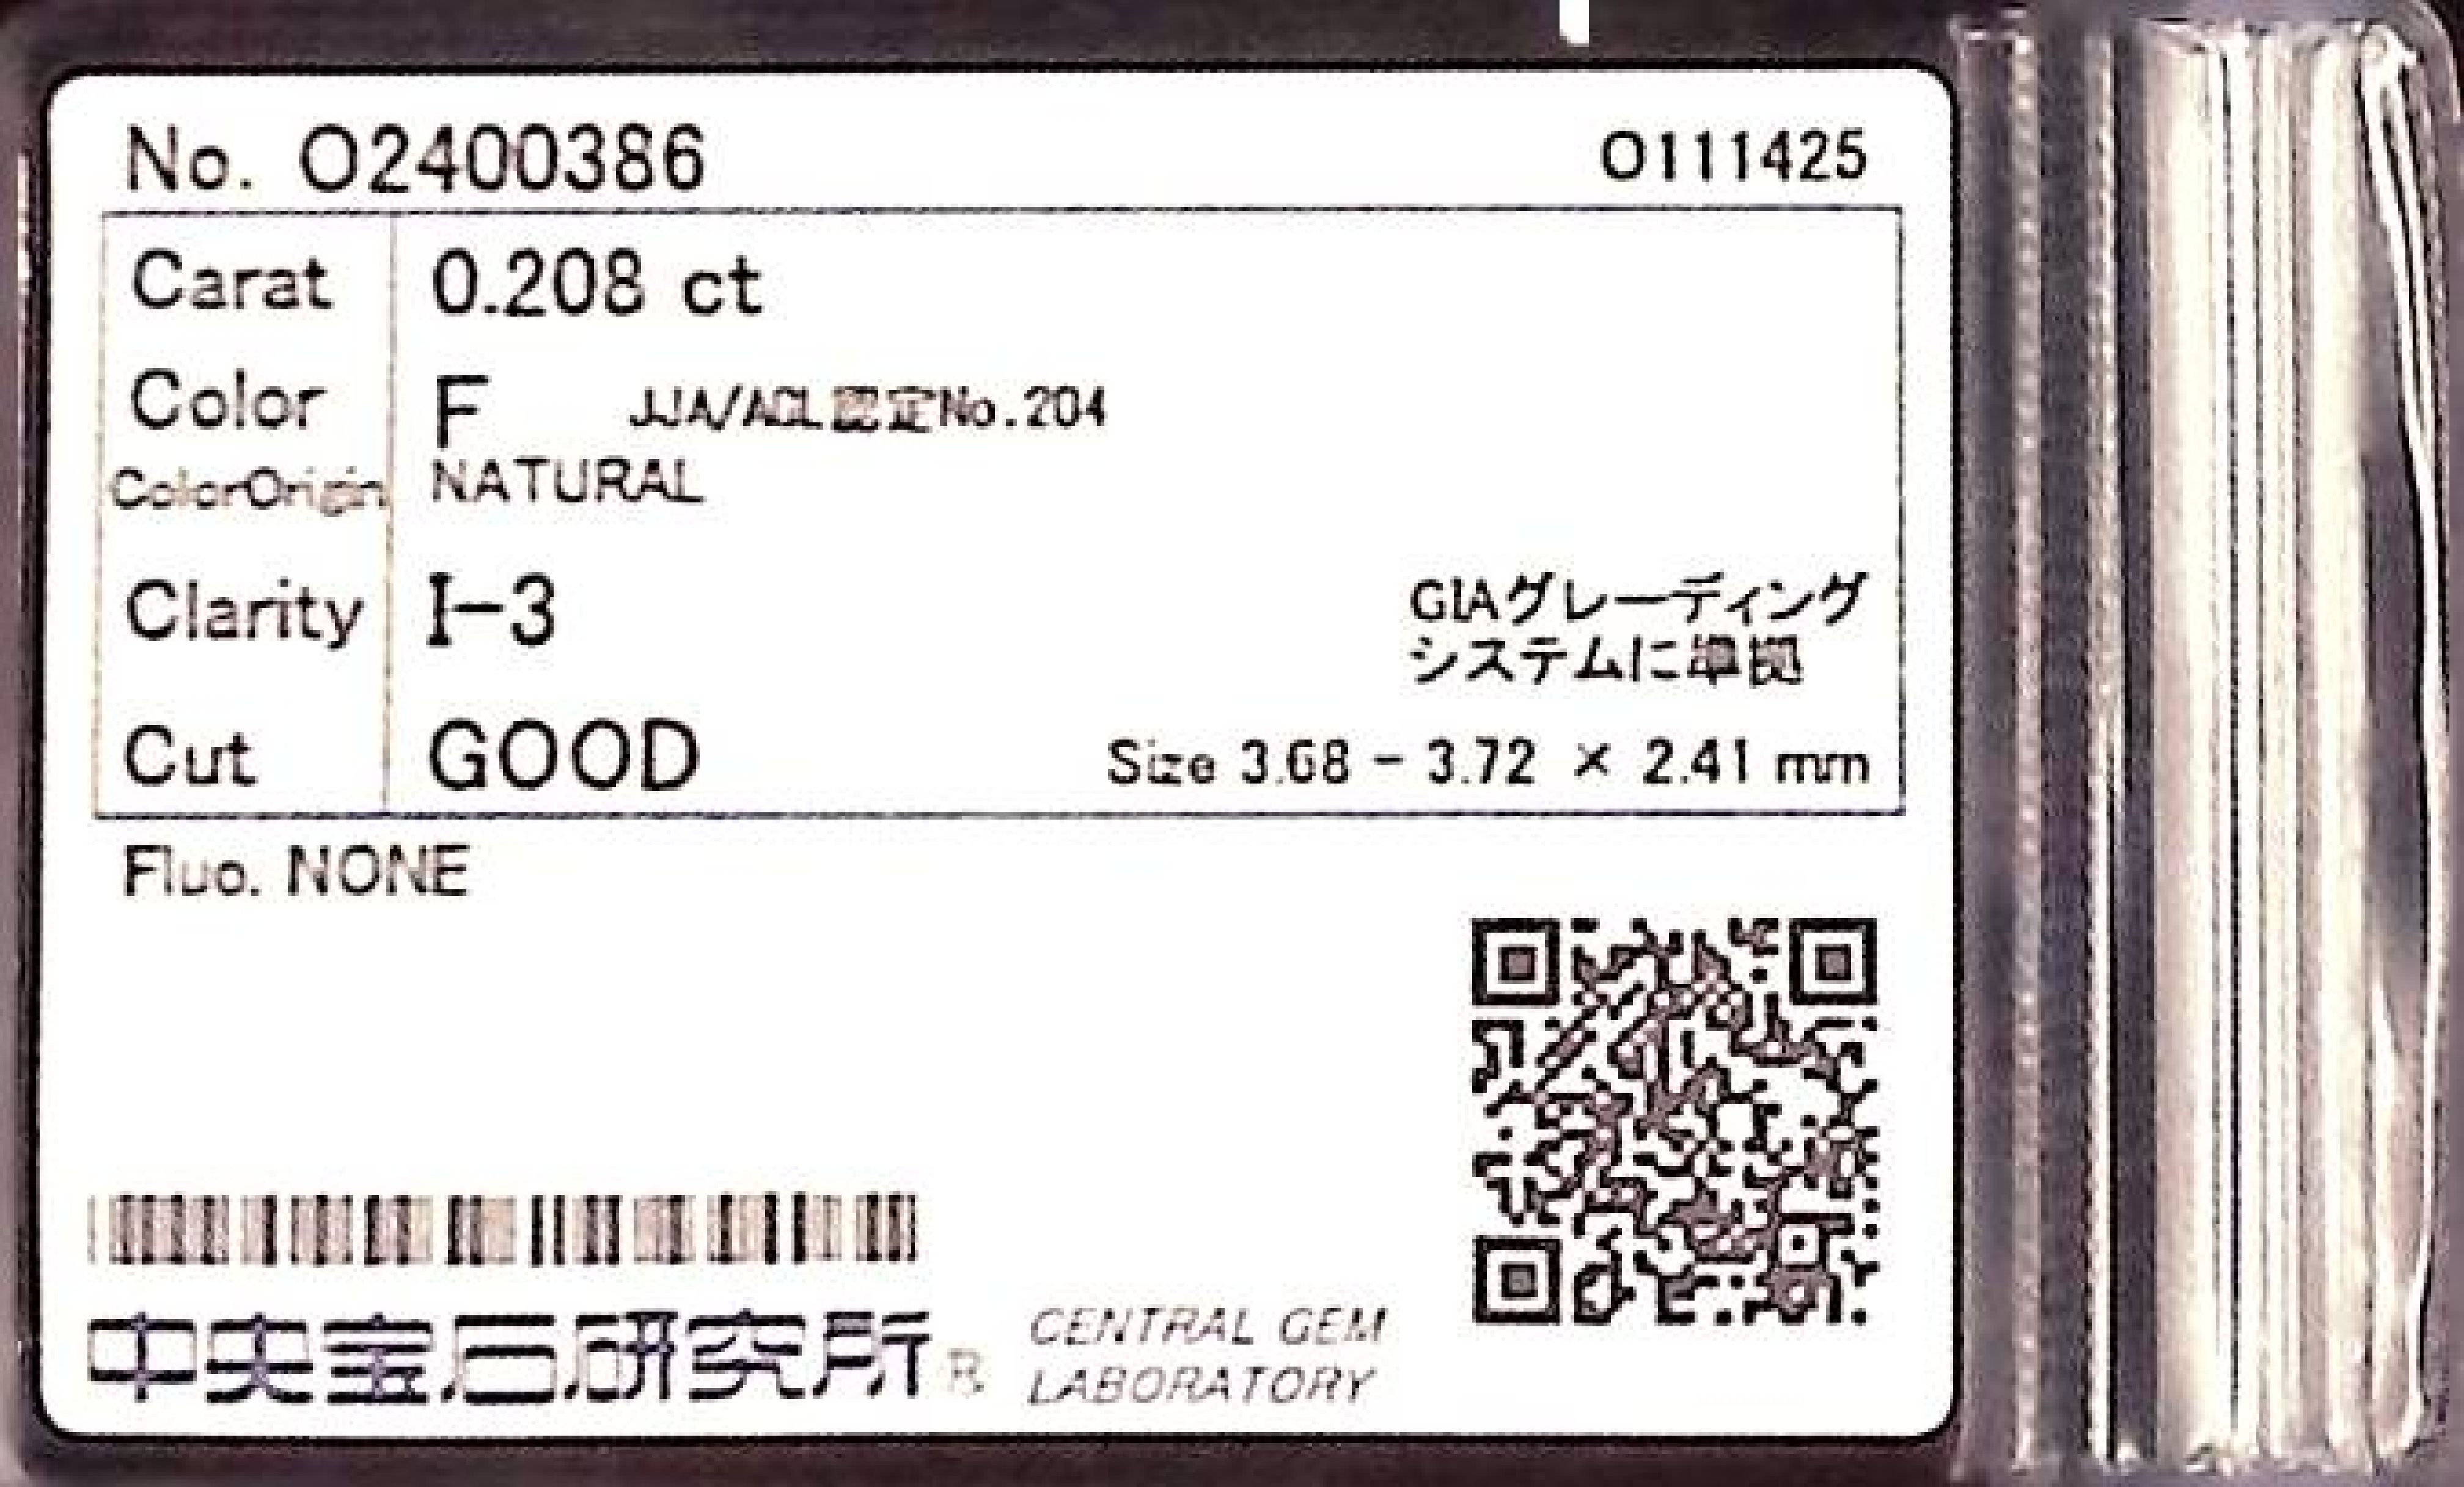 No. O2400386
O111425
Carat 0.208 ct
Color F JJA/AGL認定No.204
ColorOrigin NATURAL
Clarity I-3
GIAグレーディング
システムに準拠
Cut GOOD
Size 3.68 - 3.72 × 2.41 mm
Fluo. NONE
中央宝石研究所 R
CENTRAL GEM
LABORATORY